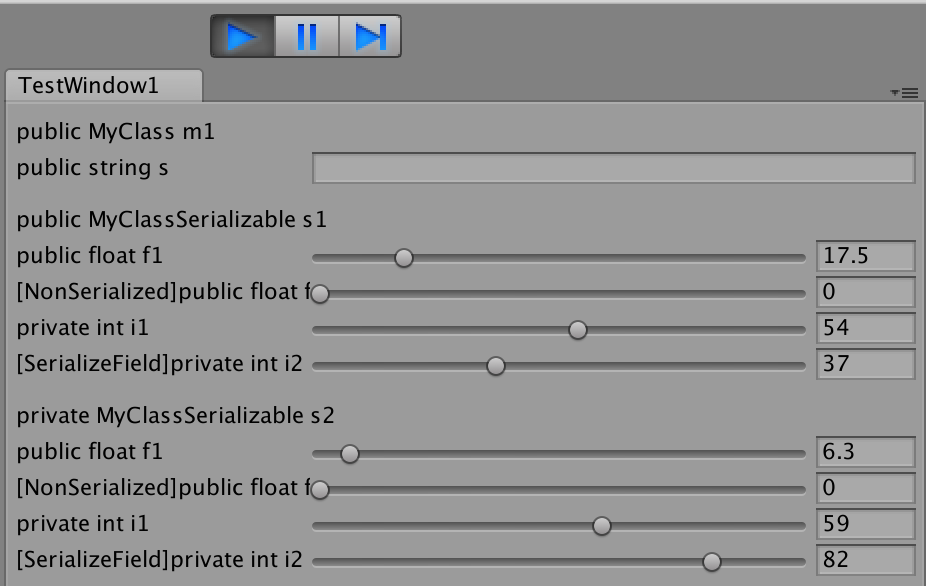 TestWindow1
public MyClass m1
public string s
public MyClassSerializable s1
public float f1 17.5
[NonSerialized]public float f 0
private int i1 54
[SerializeField]private int i2 37
private MyClassSerializable s2
public float f1 6.3
[NonSerialized]public float f 0
private int i1 59
[SerializeField]private int i2 82